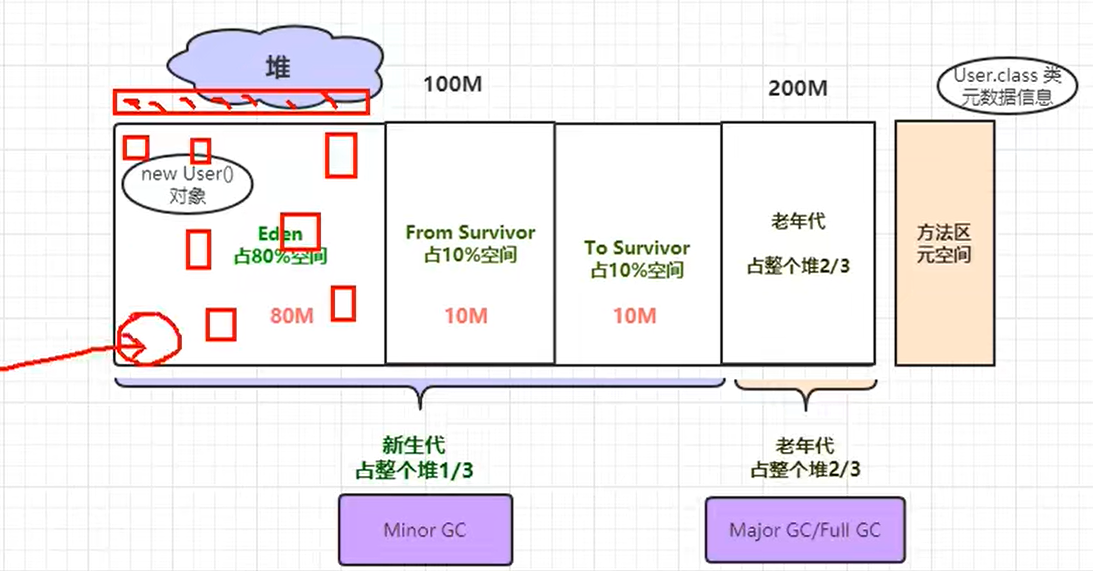 堆
100M
200M
User.class 类
元数据信息
new User()
对象
Eden
占80%空间
80M
From Survivor
占10%空间
10M
To Survivor
占10%空间
10M
老年代
占整个堆2/3
方法区
元空间
新生代
占整个堆1/3
老年代
占整个堆2/3
Minor GC
Major GC/Full GC